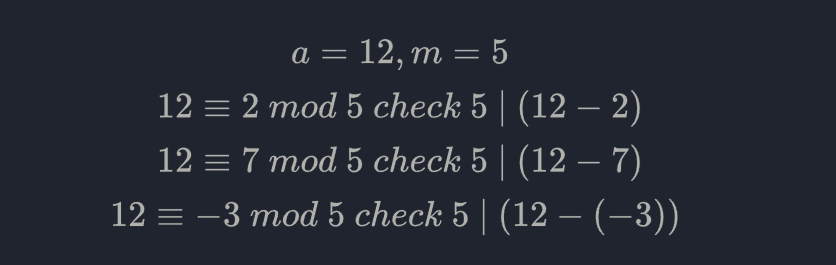 a = 12, m = 5
12 ≡ 2 mod 5 check 5 | (12 − 2)
12 ≡ 7 mod 5 check 5 | (12 − 7)
12 ≡ −3 mod 5 check 5 | (12 − (−3))